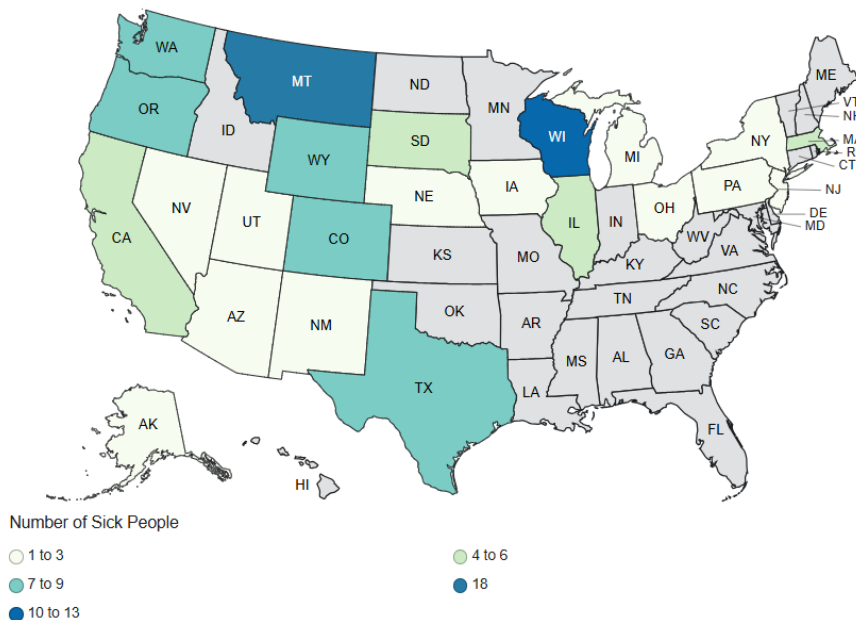 WA
MT
ND
MN
ME
VT
NH
OR
ID
SD
WI
NY
MA
R
CT
WY
MI
IA
PA
NJ
NE
OH
NV
UT
IL
IN
DE
MD
CA
CO
WV
KS
MO
KY
VA
NC
TN
AZ
NM
OK
AR
SC
MS
AL
GA
TX
LA
AK
FL
HI
Number of Sick People
1 to 3
4 to 6
7 to 9
18
10 to 13